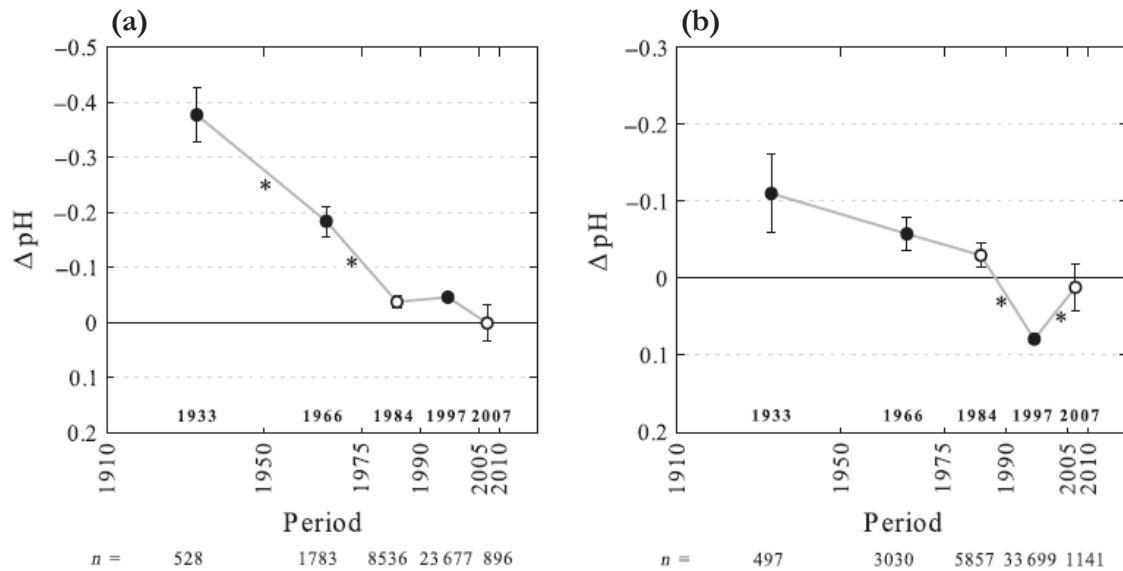 (a)
−0.5
−0.4
−0.3
−0.2
−0.1
0
0.1
0.2
ΔpH
*
*
1933 1966 1984 1997 2007
1910 1950 1975 1990 2005 2010
Period
n = 528 1783 8536 23 677 896
(b)
−0.3
−0.2
−0.1
0
0.1
0.2
ΔpH
*
*
1933 1966 1984 1997 2007
1910 1950 1975 1990 2005 2010
Period
n = 497 3030 5857 33 699 1141